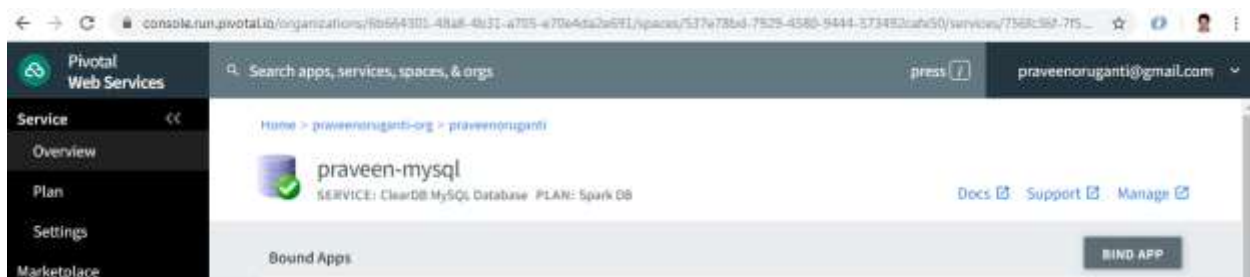 console.run.pivotal.io/organizations/
Pivotal
Web Services
Search apps, services, spaces, & orgs
press /
praveenoruganti@gmail.com
Service <<
Home > praveenoruganti-org > praveenoruganti
Overview
praveen-mysql
SERVICE: ClearDB MySQL Database PLAN: Spark DB
Docs Support Manage
Plan
Settings
Bound Apps
BIND APP
Marketplace